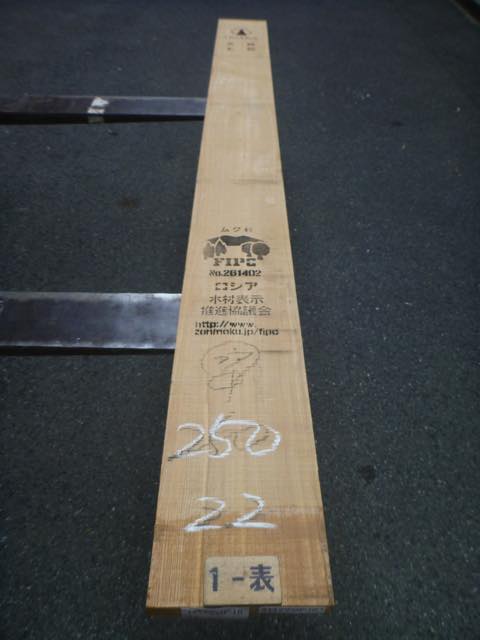 ムク材
FIPC
No.261402
ロシア
木材表示
推進協議会
http://www.
zenmoku.jp/fipc
250
22
1-表